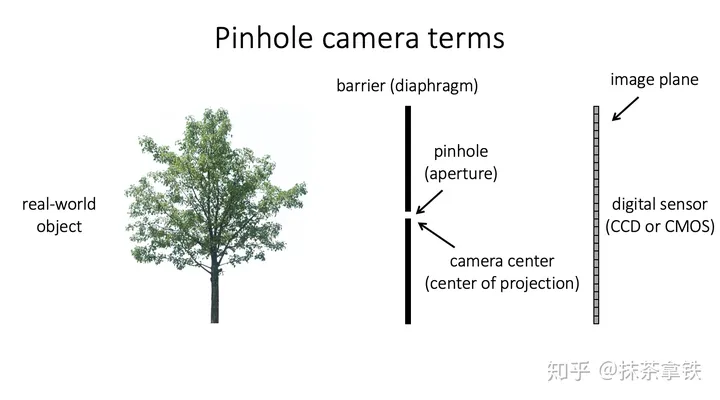 Pinhole camera terms
barrier (diaphragm)
image plane
pinhole
(aperture)
real-world
object
digital sensor
(CCD or CMOS)
camera center
(center of projection)
知乎 @抹茶拿铁